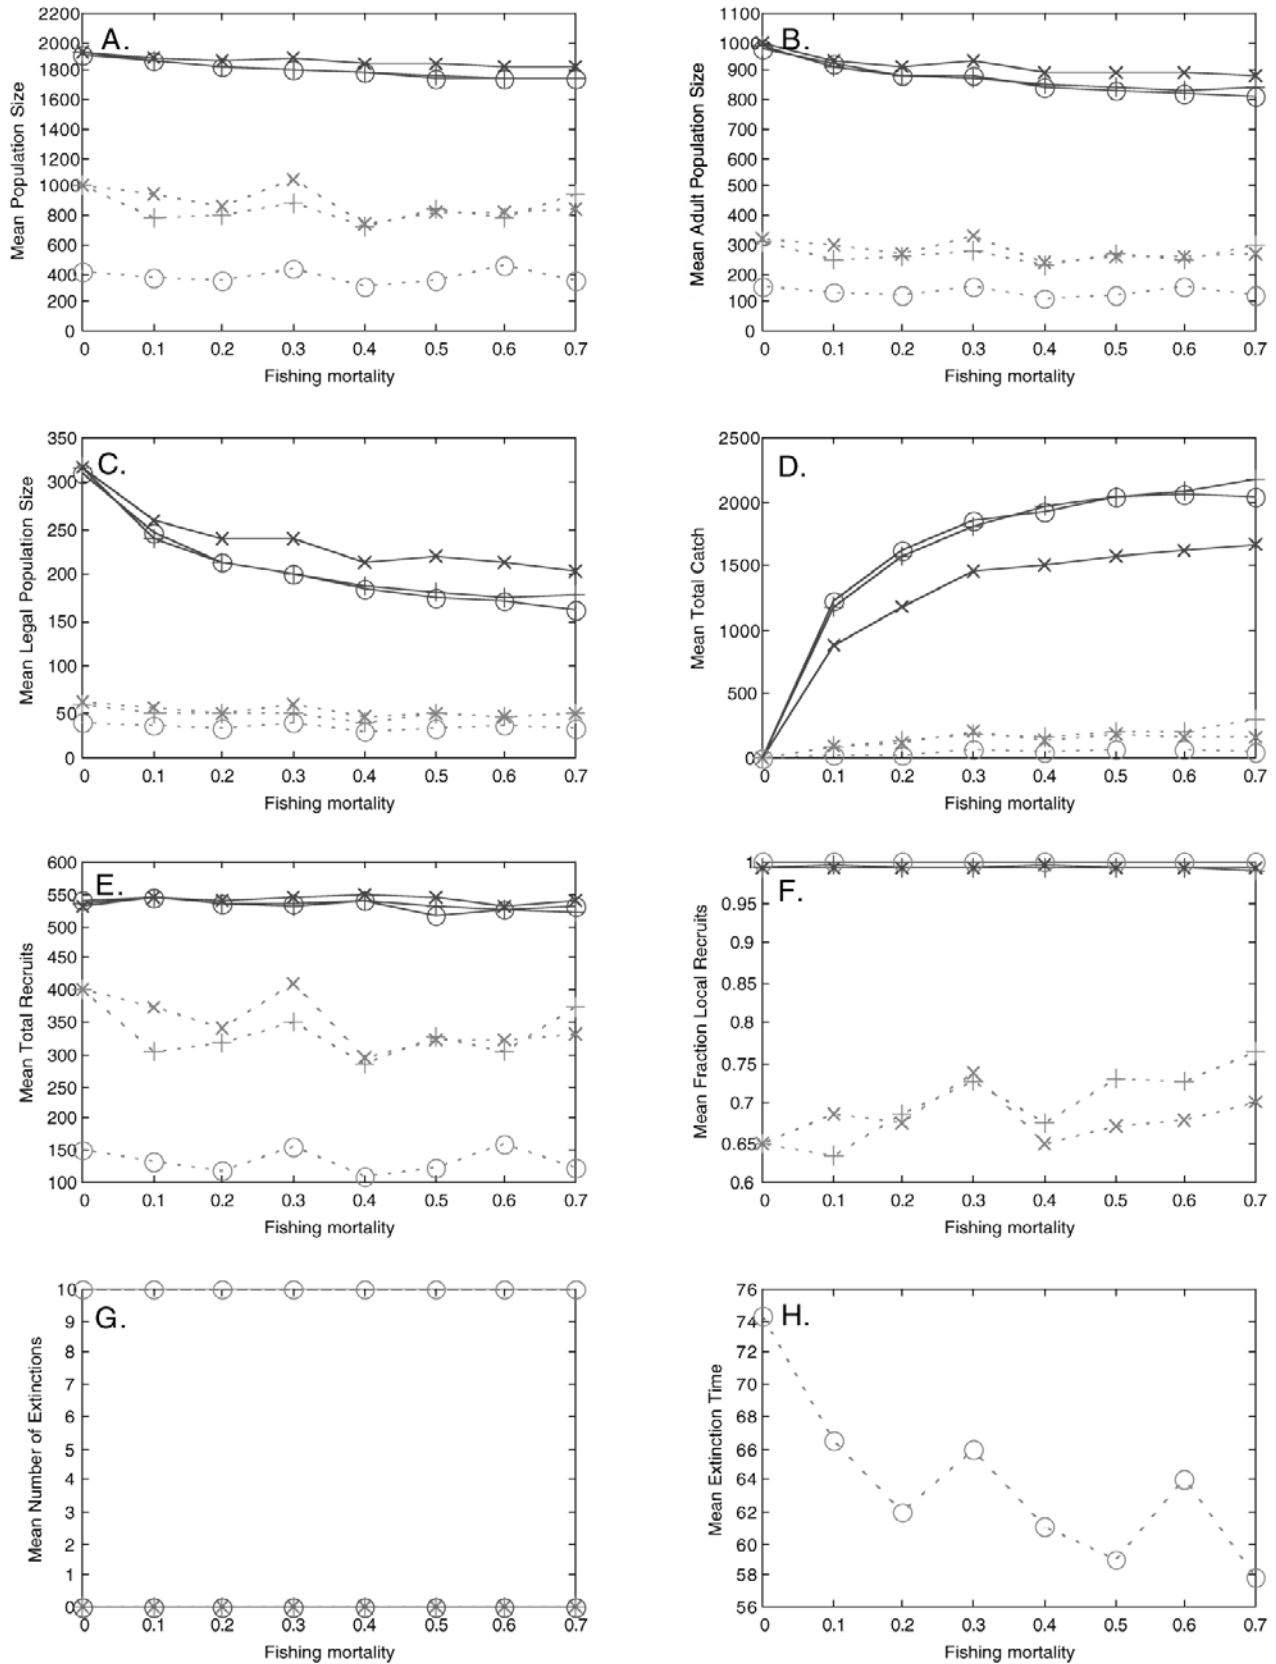 A.
Mean Population Size
2200
2000
1800
1600
1400
1200
1000
800
600
400
200
0
0 0.1 0.2 0.3 0.4 0.5 0.6 0.7
Fishing mortality
B.
Mean Adult Population Size
1100
1000
900
800
700
600
500
400
300
200
100
0
0 0.1 0.2 0.3 0.4 0.5 0.6 0.7
Fishing mortality
C.
Mean Legal Population Size
350
300
250
200
150
100
50
0
0 0.1 0.2 0.3 0.4 0.5 0.6 0.7
Fishing mortality
D.
Mean Total Catch
2500
2000
1500
1000
500
0
0 0.1 0.2 0.3 0.4 0.5 0.6 0.7
Fishing mortality
E.
Mean Total Recruits
600
550
500
450
400
350
300
250
200
150
100
0 0.1 0.2 0.3 0.4 0.5 0.6 0.7
Fishing mortality
F.
Mean Fraction Local Recruits
1
0.95
0.9
0.85
0.8
0.75
0.7
0.65
0.6
0 0.1 0.2 0.3 0.4 0.5 0.6 0.7
Fishing mortality
G.
Mean Number of Extinctions
10
9
8
7
6
5
4
3
2
1
0
0 0.1 0.2 0.3 0.4 0.5 0.6 0.7
Fishing mortality
H.
Mean Extinction Time
76
74
72
70
68
66
64
62
60
58
56
0 0.1 0.2 0.3 0.4 0.5 0.6 0.7
Fishing mortality